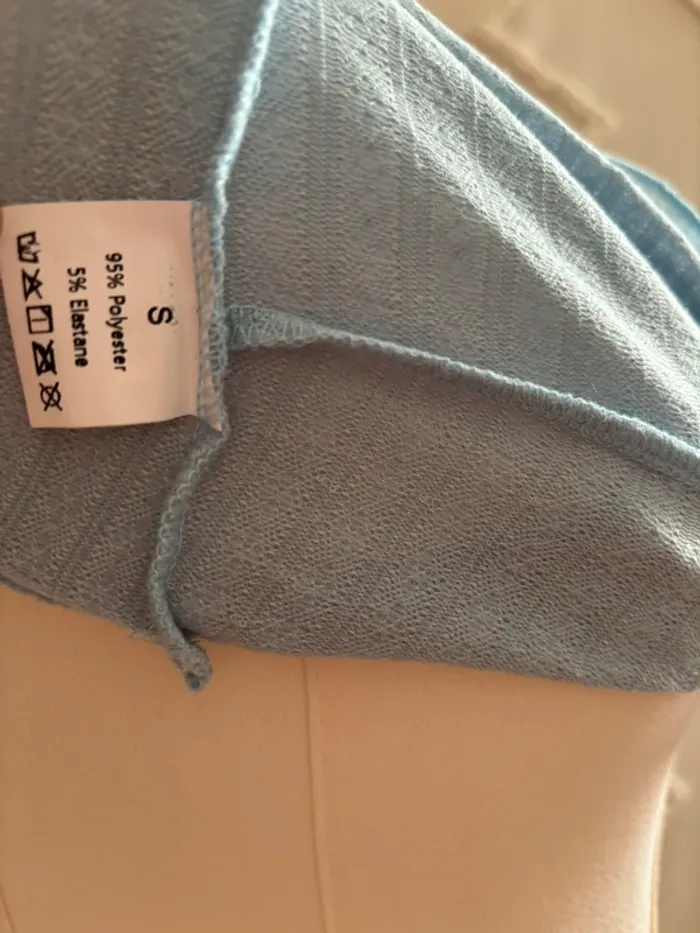 S
95% Polyester
5% Elastane